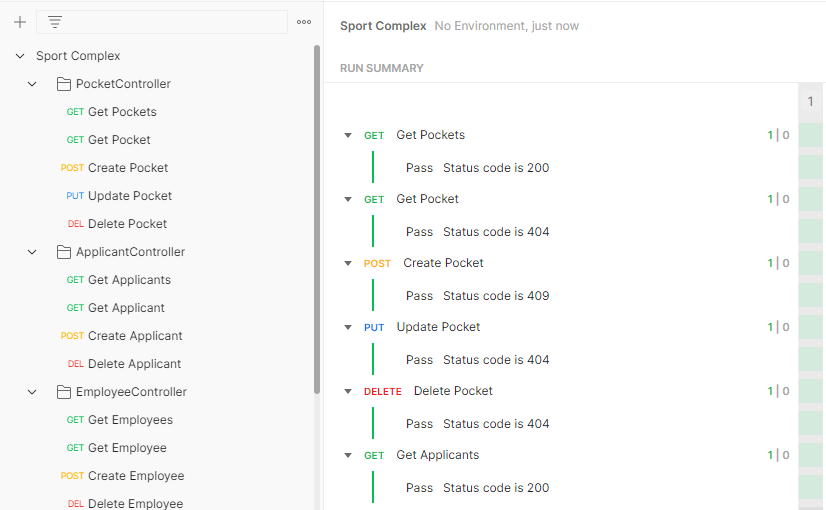 Sport Complex
PocketController
GET Get Pockets
GET Get Pocket
POST Create Pocket
PUT Update Pocket
DEL Delete Pocket
ApplicantController
GET Get Applicants
GET Get Applicant
POST Create Applicant
DEL Delete Applicant
EmployeeController
GET Get Employees
GET Get Employee
POST Create Employee
DEL Delete Employee
Sport Complex No Environment, just now
RUN SUMMARY
1
GET Get Pockets 1 | 0
Pass Status code is 200
GET Get Pocket 1 | 0
Pass Status code is 404
POST Create Pocket 1 | 0
Pass Status code is 409
PUT Update Pocket 1 | 0
Pass Status code is 404
DELETE Delete Pocket 1 | 0
Pass Status code is 404
GET Get Applicants 1 | 0
Pass Status code is 200